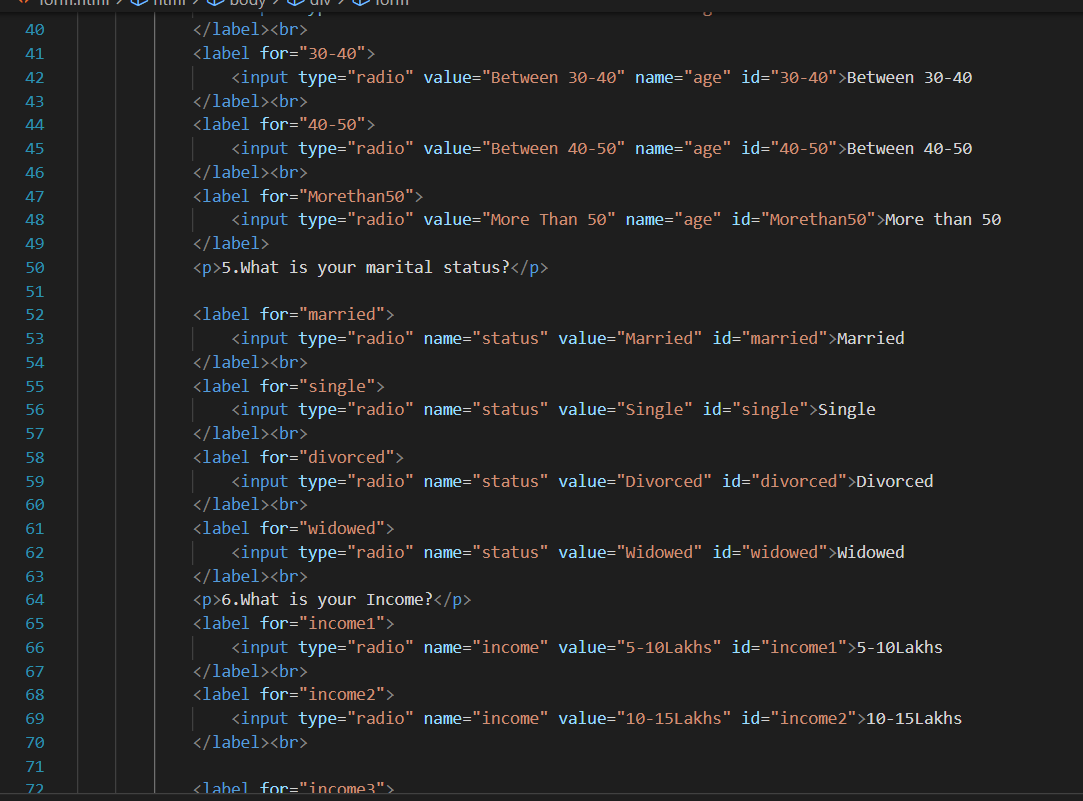 form.html > html > body > div > form
40 </label><br>
41 <label for="30-40">
42 <input type="radio" value="Between 30-40" name="age" id="30-40">Between 30-40
43 </label><br>
44 <label for="40-50">
45 <input type="radio" value="Between 40-50" name="age" id="40-50">Between 40-50
46 </label><br>
47 <label for="Morethan50">
48 <input type="radio" value="More Than 50" name="age" id="Morethan50">More than 50
49 </label>
50 <p>5.What is your marital status?</p>
51
52 <label for="married">
53 <input type="radio" name="status" value="Married" id="married">Married
54 </label><br>
55 <label for="single">
56 <input type="radio" name="status" value="Single" id="single">Single
57 </label><br>
58 <label for="divorced">
59 <input type="radio" name="status" value="Divorced" id="divorced">Divorced
60 </label><br>
61 <label for="widowed">
62 <input type="radio" name="status" value="Widowed" id="widowed">Widowed
63 </label><br>
64 <p>6.What is your Income?</p>
65 <label for="income1">
66 <input type="radio" name="income" value="5-10Lakhs" id="income1">5-10Lakhs
67 </label><br>
68 <label for="income2">
69 <input type="radio" name="income" value="10-15Lakhs" id="income2">10-15Lakhs
70 </label><br>
71
72 <label for="income3">